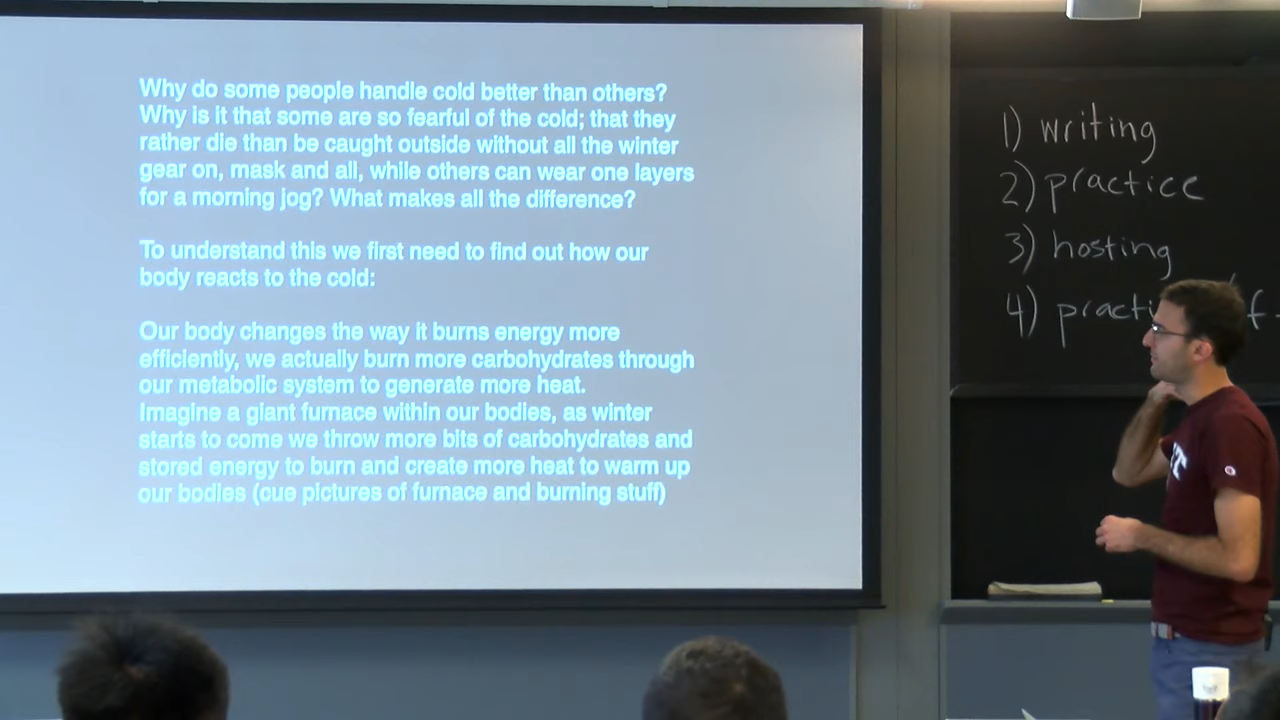 Why do some people handle cold better than others?
Why is it that some are so fearful of the cold; that they
rather die than be caught outside without all the winter
gear on, mask and all, while others can wear one layers
for a morning jog? What makes all the difference?
To understand this we first need to find out how our
body reacts to the cold:
Our body changes the way it burns energy more
efficiently, we actually burn more carbohydrates through
our metabolic system to generate more heat.
Imagine a giant furnace within our bodies, as winter
starts to come we throw more bits of carbohydrates and
stored energy to burn and create more heat to warm up
our bodies (cue pictures of furnace and burning stuff)
1) writing
2) practice
3) hosting
4)